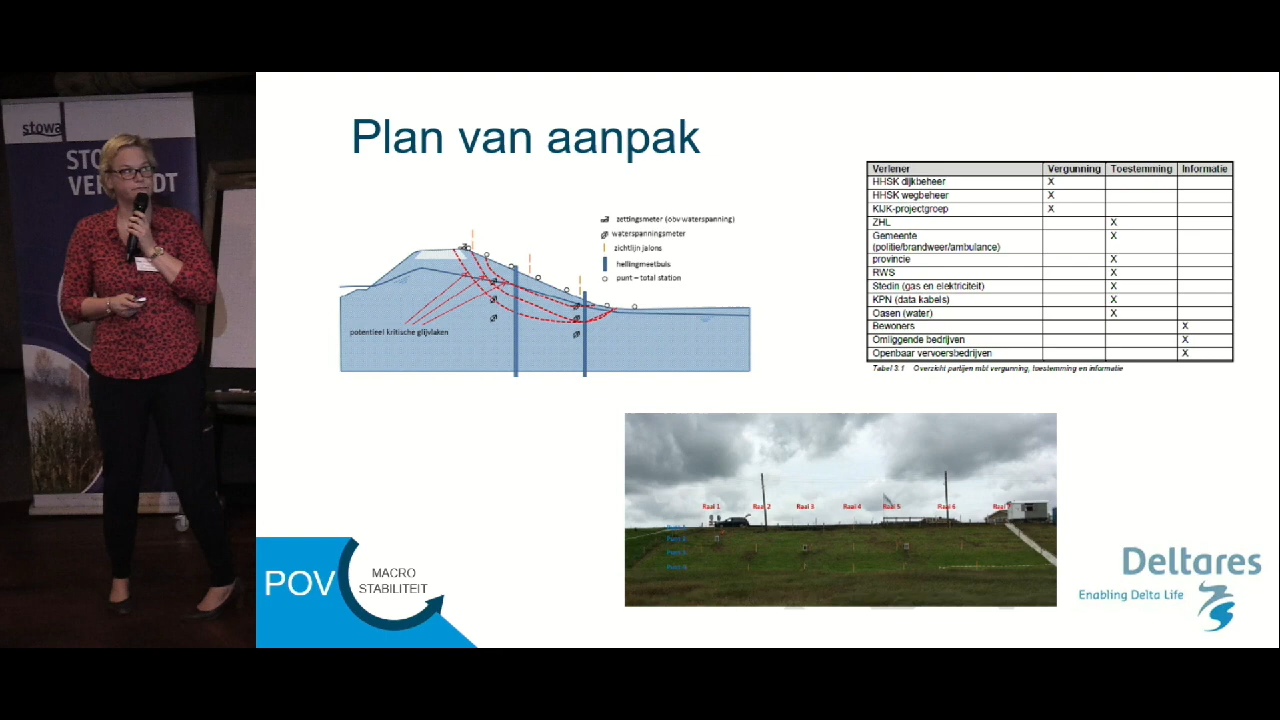 stowa
Plan van aanpak
zettingsmeter (obv waterspanning)
waterspanningsmeter
zichtlijn jalons
hellingmeetbuis
punt – total station
potentieel kritische glijvlaken
Verlener Vergunning Toestemming Informatie
HHSK dijkbeheer X
HHSK wegbeheer X
KIJK-projectgroep X
ZHL X
Gemeente X
(politie/brandweer/ambulance)
provincie X
RWS X
Stedin (gas en elektriciteit) X
KPN (data kabels) X
Oasen (water) X
Bewoners X
Omliggende bedrijven X
Openbaar vervoersbedrijven X
Tabel 3.1 Overzicht partijen mbt vergunning, toestemming en informatie
Raai 1 Raai 2 Raai 3 Raai 4 Raai 5 Raai 6 Raai 7
POV
MACRO
STABILITEIT
Deltares
Enabling Delta Life